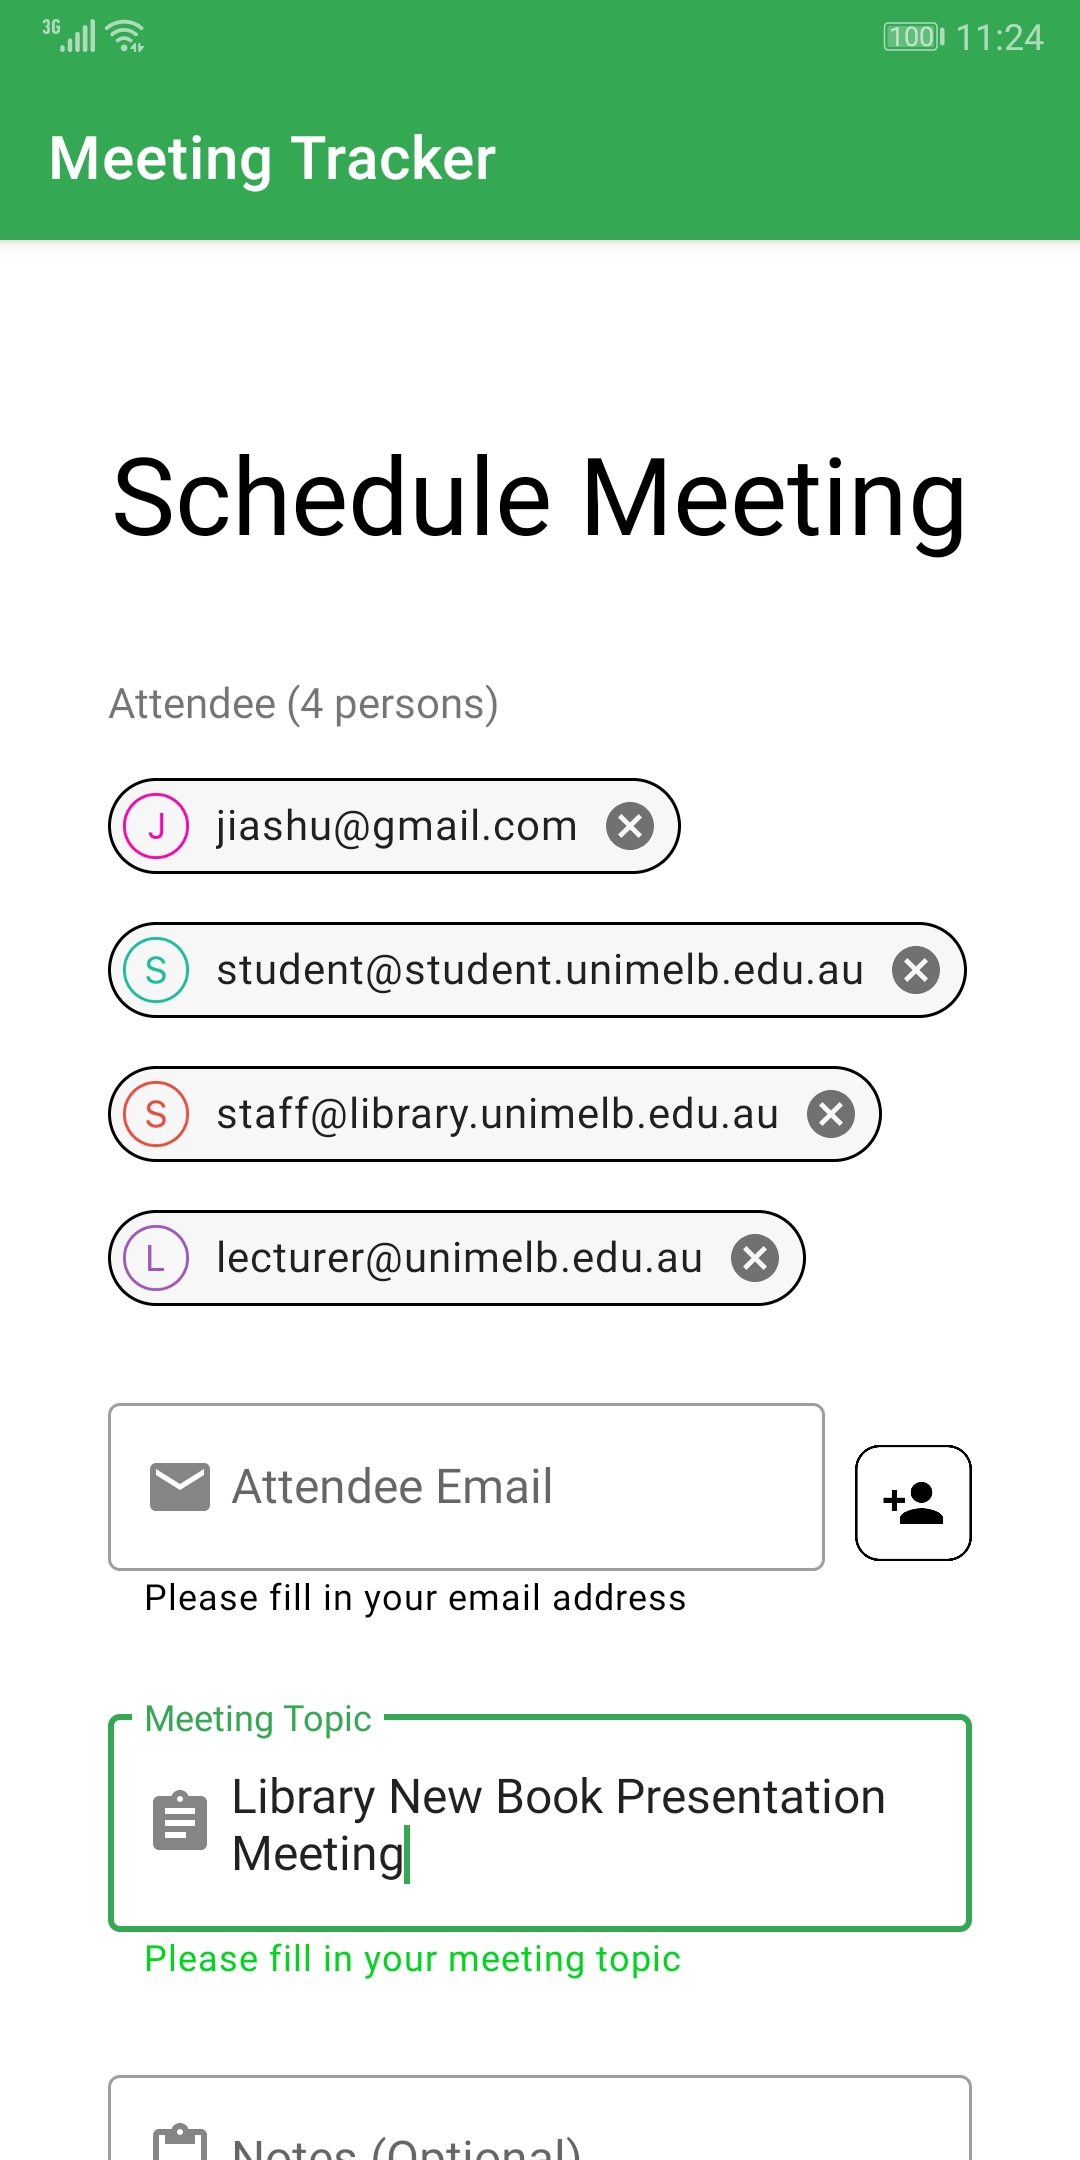 3G 100 11:24
Meeting Tracker
Schedule Meeting
Attendee (4 persons)
J jiashu@gmail.com
S student@student.unimelb.edu.au
S staff@library.unimelb.edu.au
L lecturer@unimelb.edu.au
Attendee Email
Please fill in your email address
Meeting Topic
Library New Book Presentation
Meeting
Please fill in your meeting topic
Notes (Optional)